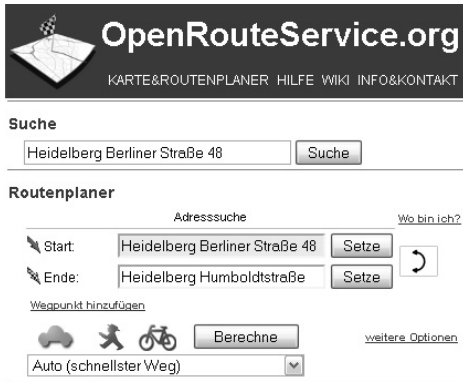 OpenRouteService.org
KARTE&ROUTENPLANER HILFE WIKI INFO&KONTAKT
Suche
Heidelberg Berliner Straße 48 Suche
Routenplaner
Adresssuche Wo bin ich?
Start: Heidelberg Berliner Straße 48 Setze
Ende: Heidelberg Humboldtstraße Setze
Wegpunkt hinzufügen
Berechne weitere Optionen
Auto (schnellster Weg)